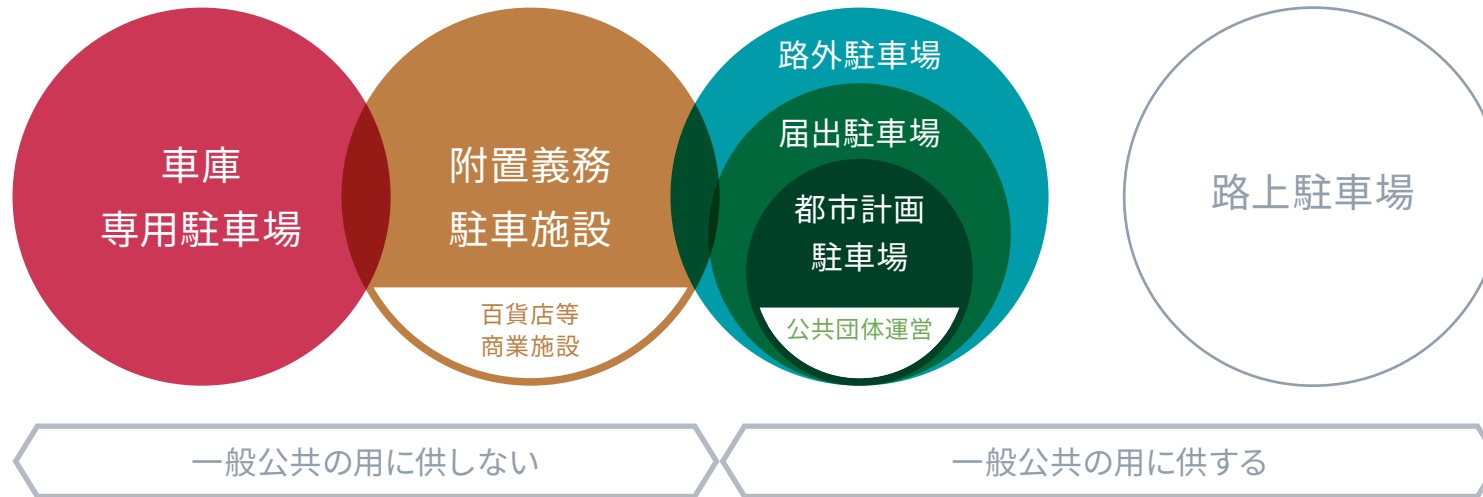 車庫
専用駐車場
附置義務
駐車施設
百貨店等
商業施設
路外駐車場
届出駐車場
都市計画
駐車場
公共団体運営
路上駐車場
一般公共の用に供しない
一般公共の用に供する